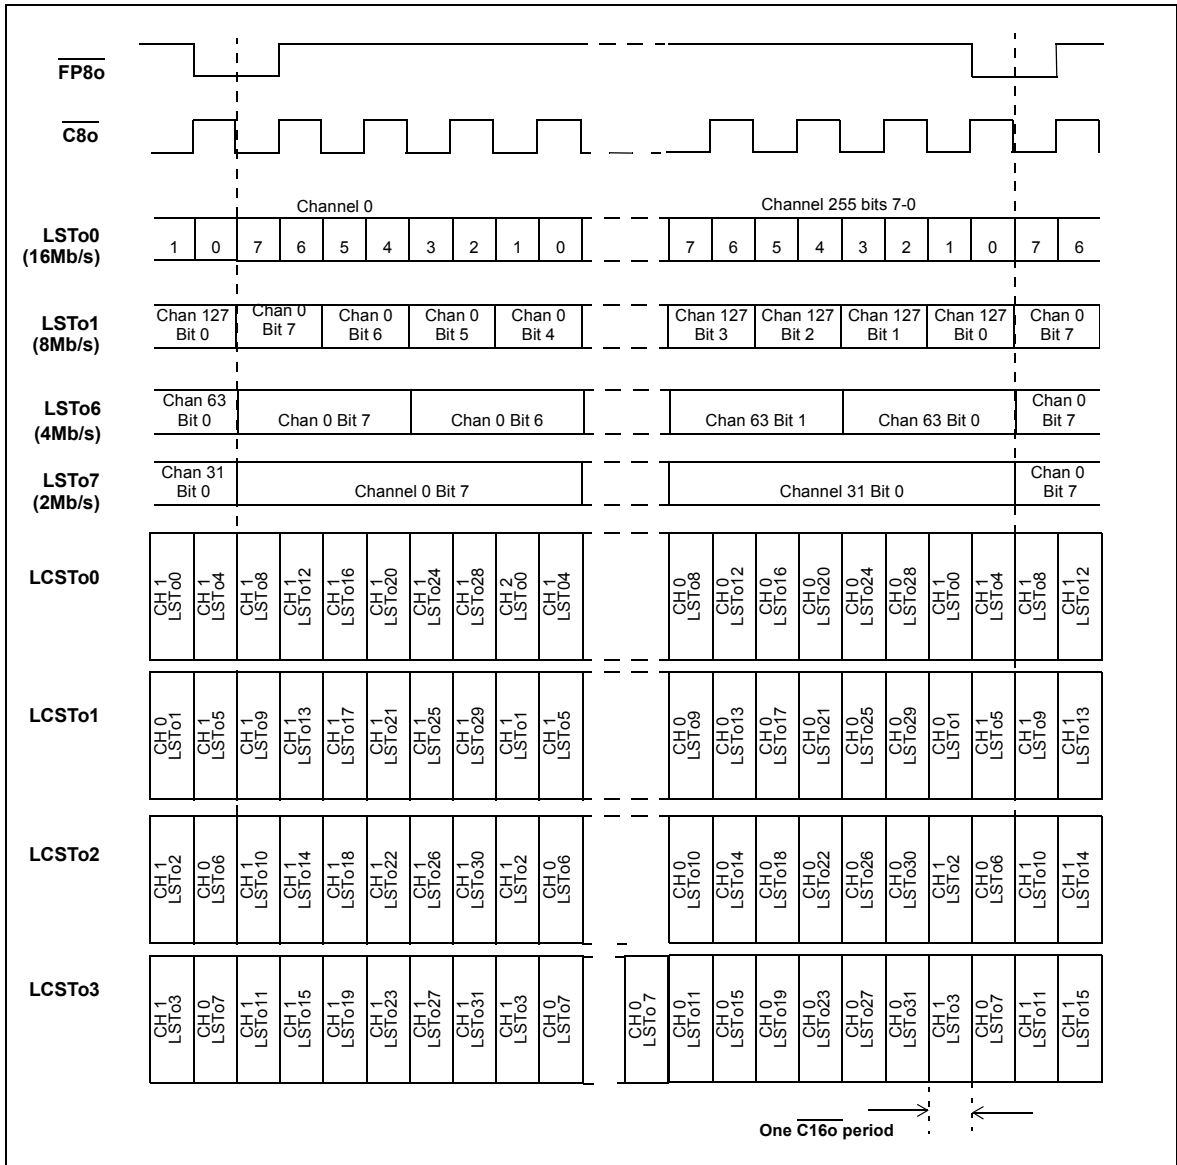 FP8o
C8o
Channel 0
Channel 255 bits 7-0
LSTo0
(16Mb/s)
1 0 7 6 5 4 3 2 1 0 7 6 5 4 3 2 1 0 7 6
LSTo1
(8Mb/s)
Chan 127 Chan 0 Chan 0 Chan 0 Chan 0 Chan 127 Chan 127 Chan 127 Chan 127 Chan 0
Bit 0 Bit 7 Bit 6 Bit 5 Bit 4 Bit 3 Bit 2 Bit 1 Bit 0 Bit 7
LSTo6
(4Mb/s)
Chan 63 Chan 0
Bit 0 Chan 0 Bit 7 Chan 0 Bit 6 Chan 63 Bit 1 Chan 63 Bit 0 Bit 7
LSTo7
(2Mb/s)
Chan 31 Chan 0
Bit 0 Channel 0 Bit 7 Channel 31 Bit 0 Bit 7
LCSTo0
CH 1 CH 1 CH 1 CH 1 CH 1 CH 1 CH 1 CH 1 CH 2 CH 1 CH 0 CH 0 CH 0 CH 0 CH 0 CH 0 CH 1 CH 1 CH 1 CH 1
LSTo0 LSTo4 LSTo8 LSTo12 LSTo16 LSTo20 LSTo24 LSTo28 LSTo0 LST04 LSTo8 LSTo12 LSTo16 LSTo20 LSTo24 LSTo28 LSTo0 LSTo4 LSTo8 LSTo12
LCSTo1
CH 0 CH 1 CH 1 CH 1 CH 1 CH 1 CH 1 CH 1 CH 1 CH 1 CH 0 CH 0 CH 0 CH 0 CH 0 CH 0 CH 0 CH 1 CH 1 CH 1
LSTo1 LSTo5 LSTo9 LSTo13 LSTo17 LSTo21 LSTo25 LSTo29 LSTo1 LSTo5 LSTo9 LSTo13 LSTo17 LSTo21 LSTo25 LSTo29 LSTo1 LSTo5 LSTo9 LSTo13
LCSTo2
CH 1 CH 0 CH 1 CH 1 CH 1 CH 1 CH 1 CH 1 CH 1 CH 0 CH 0 CH 0 CH 0 CH 0 CH 0 CH 0 CH 1 CH 0 CH 1 CH 1
LSTo2 LSTo6 LSTo10 LSTo14 LSTo18 LSTo22 LSTo26 LSTo30 LSTo2 LSTo6 LSTo10 LSTo14 LSTo18 LSTo22 LSTo26 LSTo30 LSTo2 LSTo6 LSTo10 LSTo14
LCSTo3
CH 1 CH 0 CH 1 CH 1 CH 1 CH 1 CH 1 CH 1 CH 1 CH 0 CH 0 CH 0 CH 0 CH 0 CH 0 CH 0 CH 0 CH 1 CH 0 CH 1 CH 1
LSTo3 LSTo7 LSTo11 LSTo15 LSTo19 LSTo23 LSTo27 LSTo31 LSTo3 LSTo7 LSTo 7 LSTo11 LSTo15 LSTo19 LSTo23 LSTo27 LSTo31 LSTo3 LSTo7 LSTo11 LSTo15
One C16o period